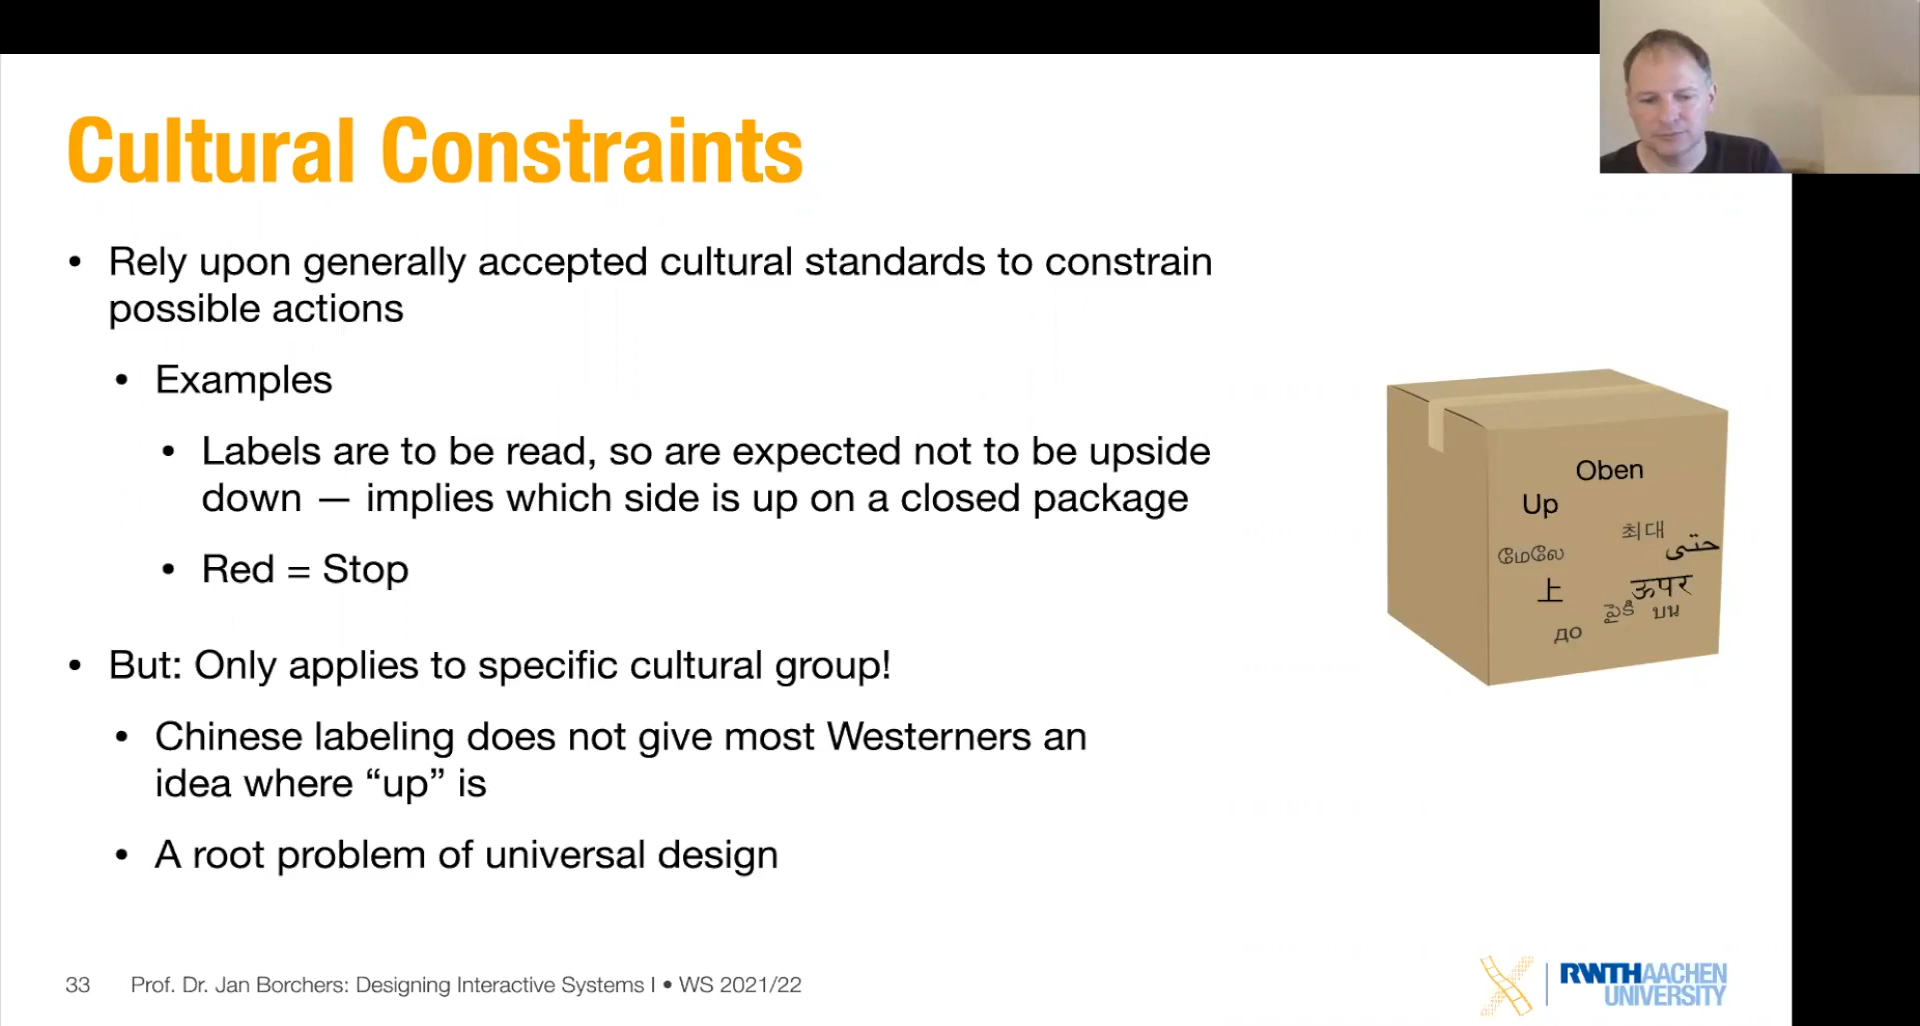 Cultural Constraints
• Rely upon generally accepted cultural standards to constrain
possible actions
• Examples
• Labels are to be read, so are expected not to be upside
down — implies which side is up on a closed package
• Red = Stop
• But: Only applies to specific cultural group!
• Chinese labeling does not give most Westerners an
idea where “up” is
• A root problem of universal design
Oben
Up
최대
மேலே
حتى
上
ऊपर
పైకి
บน
до
33 Prof. Dr. Jan Borchers: Designing Interactive Systems I • WS 2021/22
RWTH AACHEN
UNIVERSITY